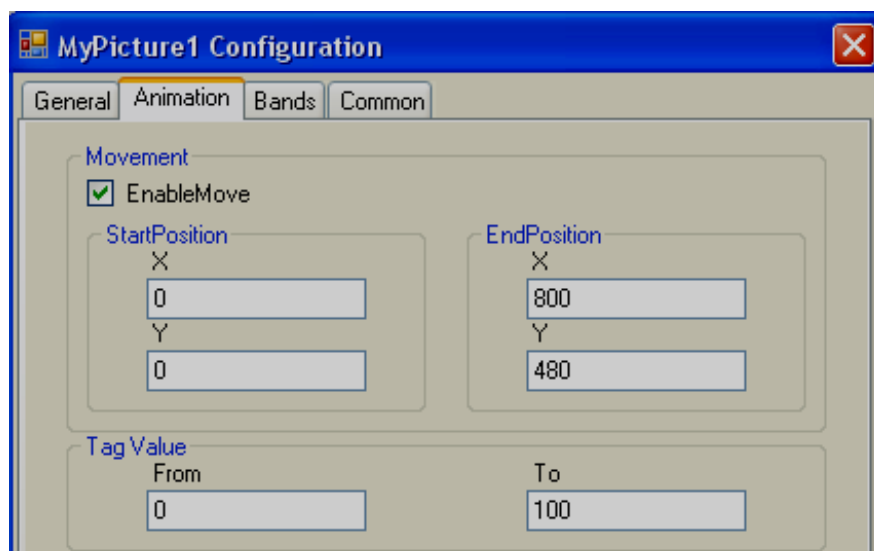 MyPicture1 Configuration
General Animation Bands Common
Movement
EnableMove
StartPosition EndPosition
X X
0 800
Y Y
0 480
Tag Value
From To
0 100